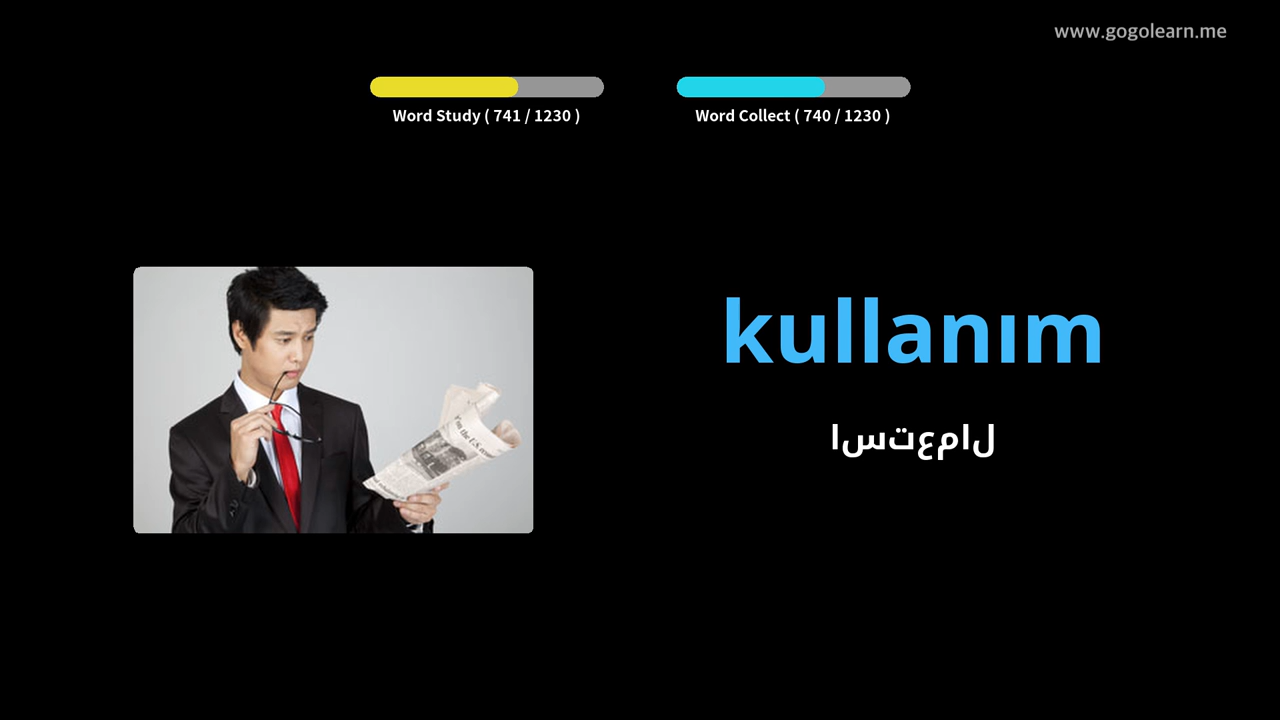 www.gogolearn.me
Word Study ( 741 / 1230 )
Word Collect ( 740 / 1230 )
kullanım
استعمال